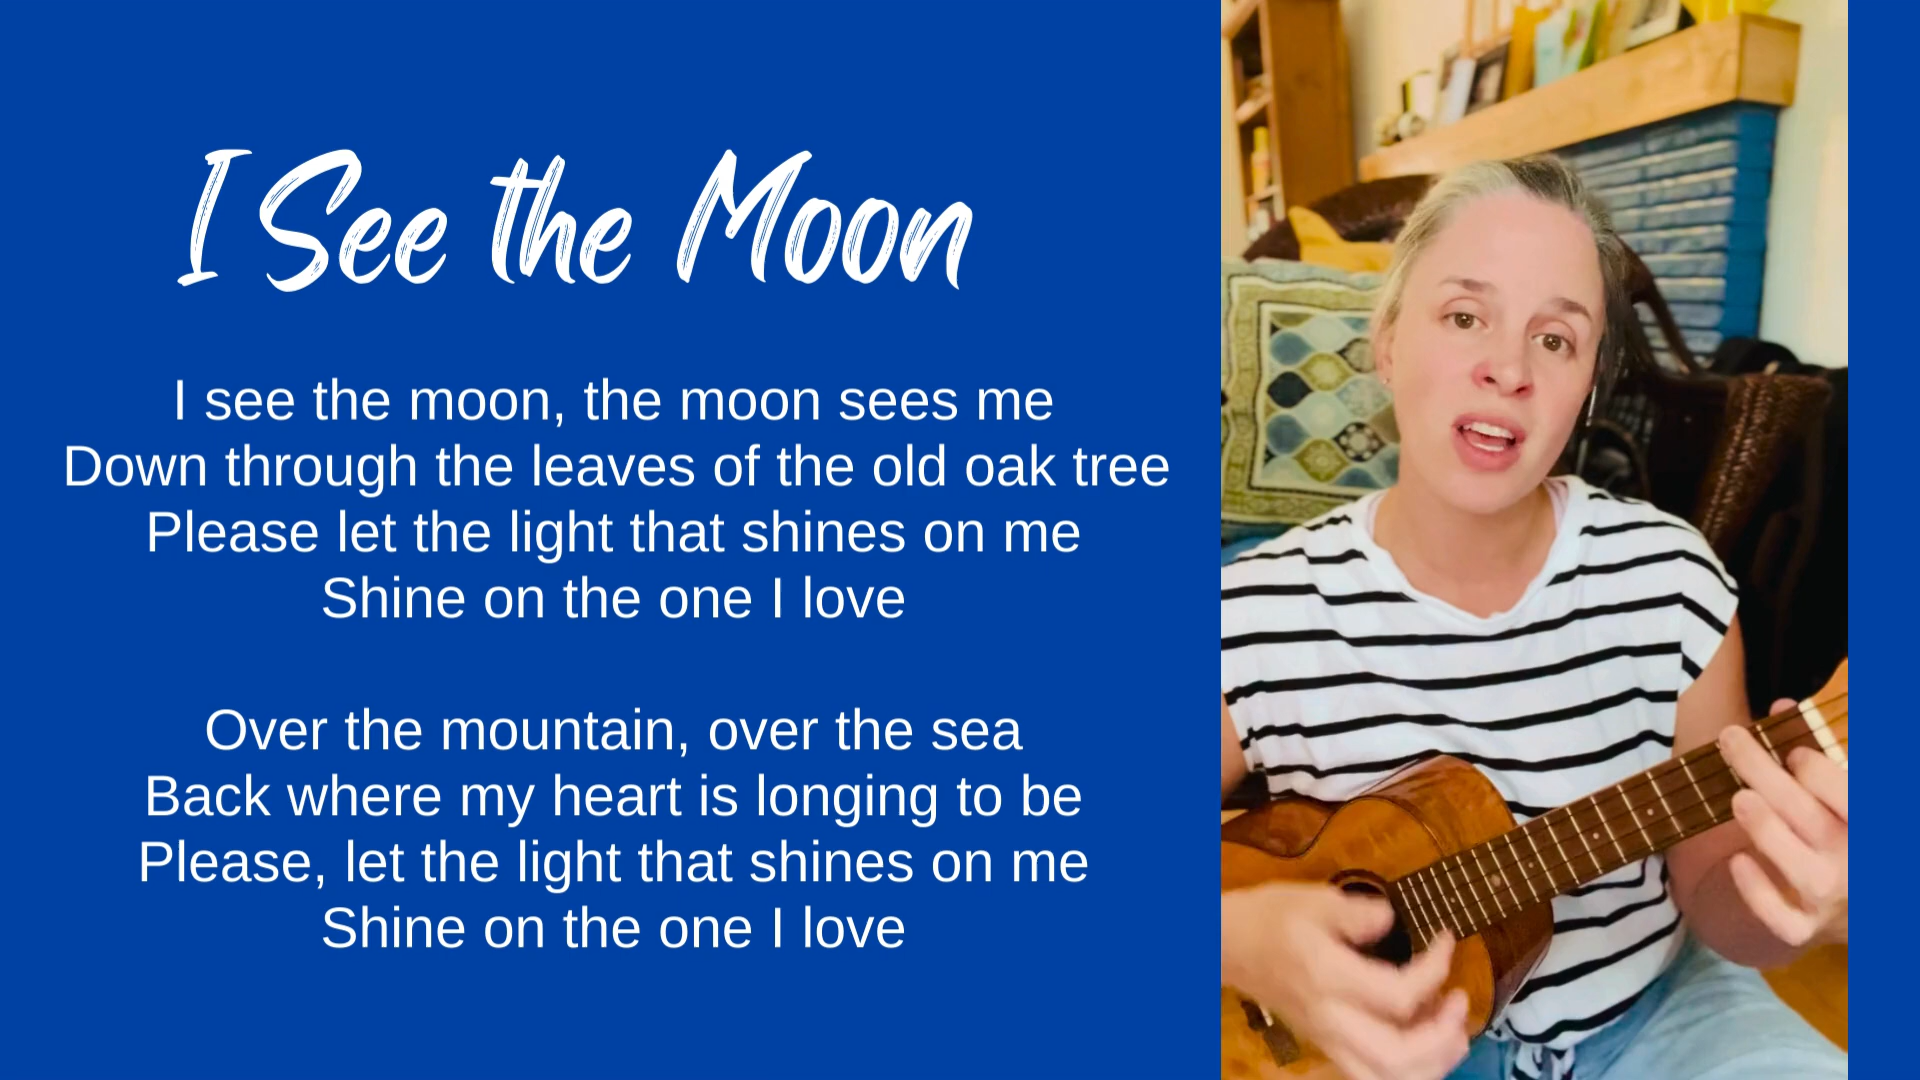 I See the Moon
I see the moon, the moon sees me
Down through the leaves of the old oak tree
Please let the light that shines on me
Shine on the one I love
Over the mountain, over the sea
Back where my heart is longing to be
Please, let the light that shines on me
Shine on the one I love